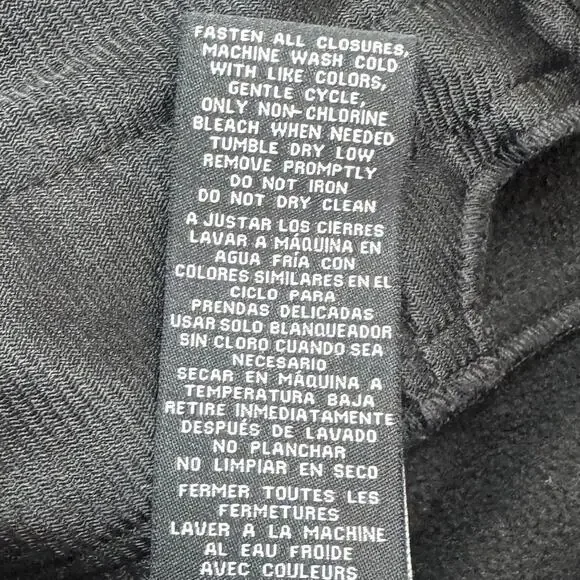 FASTEN ALL CLOSURES,
MACHINE WASH COLD
WITH LIKE COLORS,
GENTLE CYCLE,
ONLY NON-CHLORINE
BLEACH WHEN NEEDED
TUMBLE DRY LOW
REMOVE PROMPTLY
DO NOT IRON
DO NOT DRY CLEAN
A JUSTAR LOS CIERRES
LAVAR A MÁQUINA EN
AGUA FRÍA CON
COLORES SIMILARES EN EL
CICLO PARA
PRENDAS DELICADAS
USAR SOLO BLANQUEADOR
SIN CLORO CUANDO SEA
NECESARIO
SECAR EN MÁQUINA A
TEMPERATURA BAJA
RETIRE INMEDIATAMENTE
DESPUÉS DE LAVADO
NO PLANCHAR
NO LIMPIAR EN SECO
FERMER TOUTES LES
FERMETURES
LAVER A LA MACHINE
AL EAU FROIDE
AVEC COULEURS